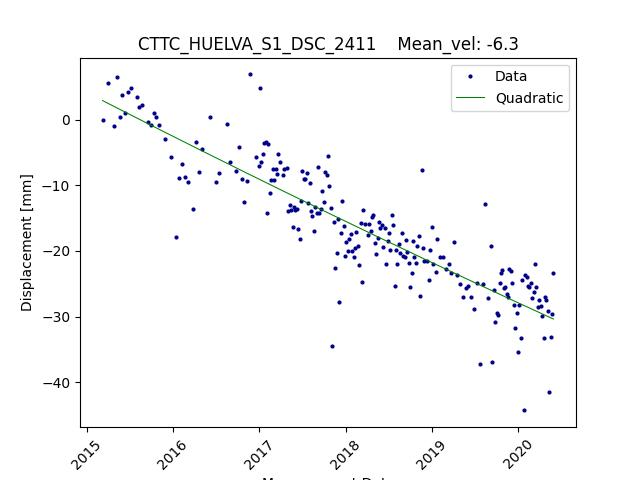 CTTC_HUELVA_S1_DSC_2411    Mean_vel: -6.3
Data
Quadratic
0
−10
−20
−30
−40
Displacement [mm]
2015 2016 2017 2018 2019 2020